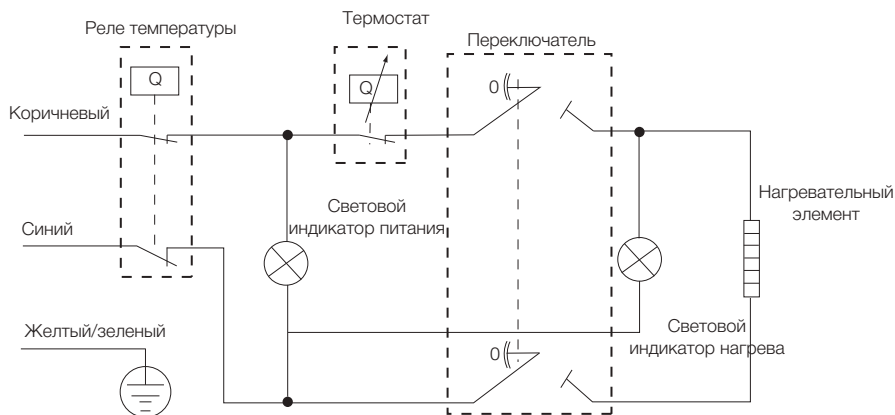 Термостат
Реле температуры
Переключатель
Q
Q
0
Коричневый
Нагревательный
элемент
Световой
индикатор питания
Синий
Желтый/зеленый
Световой
индикатор нагрева
0